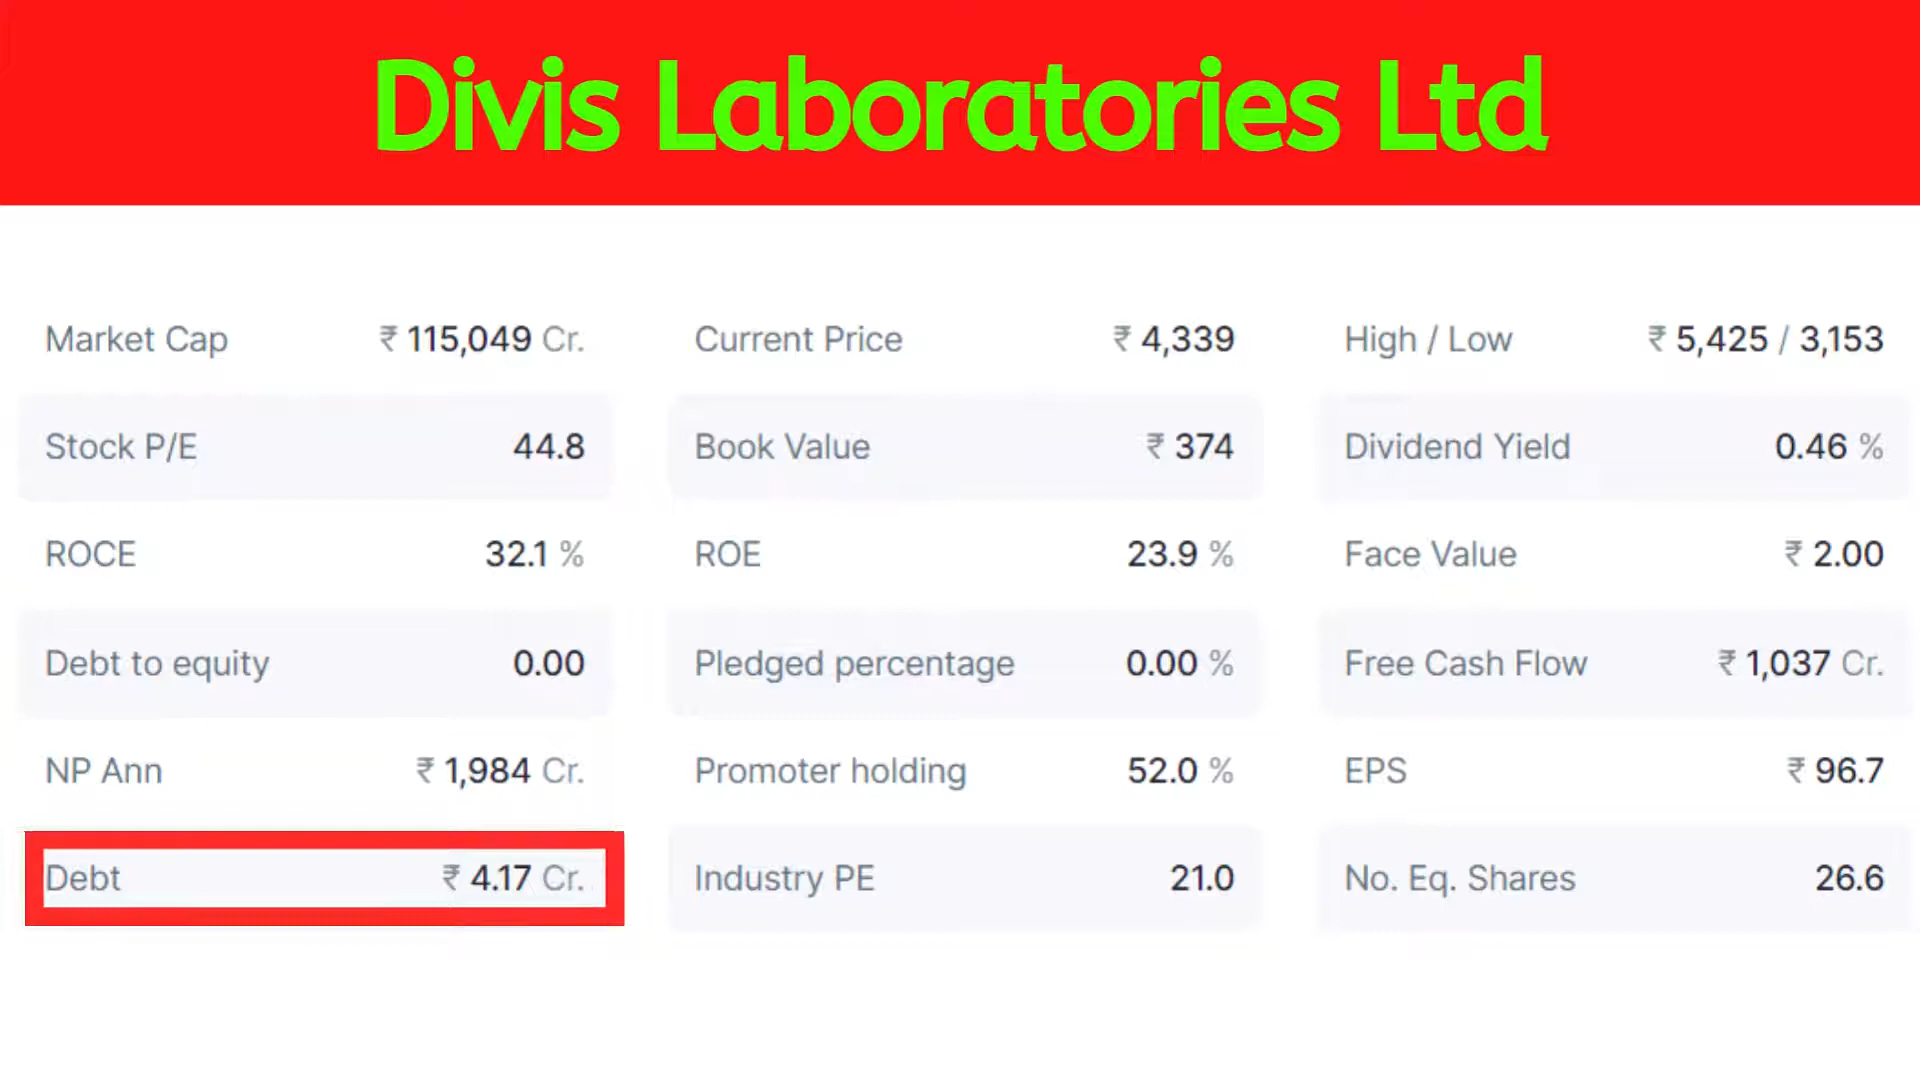 Divis Laboratories Ltd
Market Cap ₹ 115,049 Cr. Current Price ₹ 4,339 High / Low ₹ 5,425 / 3,153
Stock P/E 44.8 Book Value ₹ 374 Dividend Yield 0.46 %
ROCE 32.1 % ROE 23.9 % Face Value ₹ 2.00
Debt to equity 0.00 Pledged percentage 0.00 % Free Cash Flow ₹ 1,037 Cr.
NP Ann ₹ 1,984 Cr. Promoter holding 52.0 % EPS ₹ 96.7
Debt ₹ 4.17 Cr. Industry PE 21.0 No. Eq. Shares 26.6